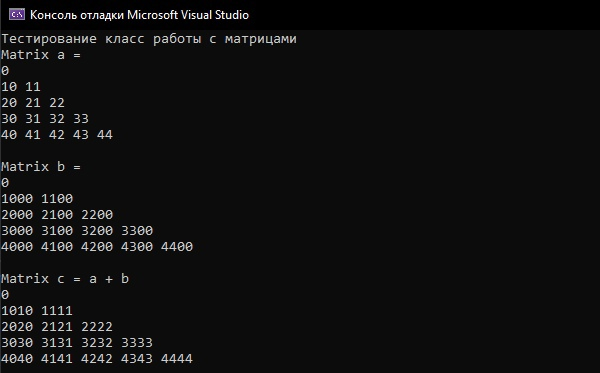 Консоль отладки Microsoft Visual Studio
Тестирование класс работы с матрицами
Matrix a =
0
10 11
20 21 22
30 31 32 33
40 41 42 43 44
Matrix b =
0
1000 1100
2000 2100 2200
3000 3100 3200 3300
4000 4100 4200 4300 4400
Matrix c = a + b
0
1010 1111
2020 2121 2222
3030 3131 3232 3333
4040 4141 4242 4343 4444